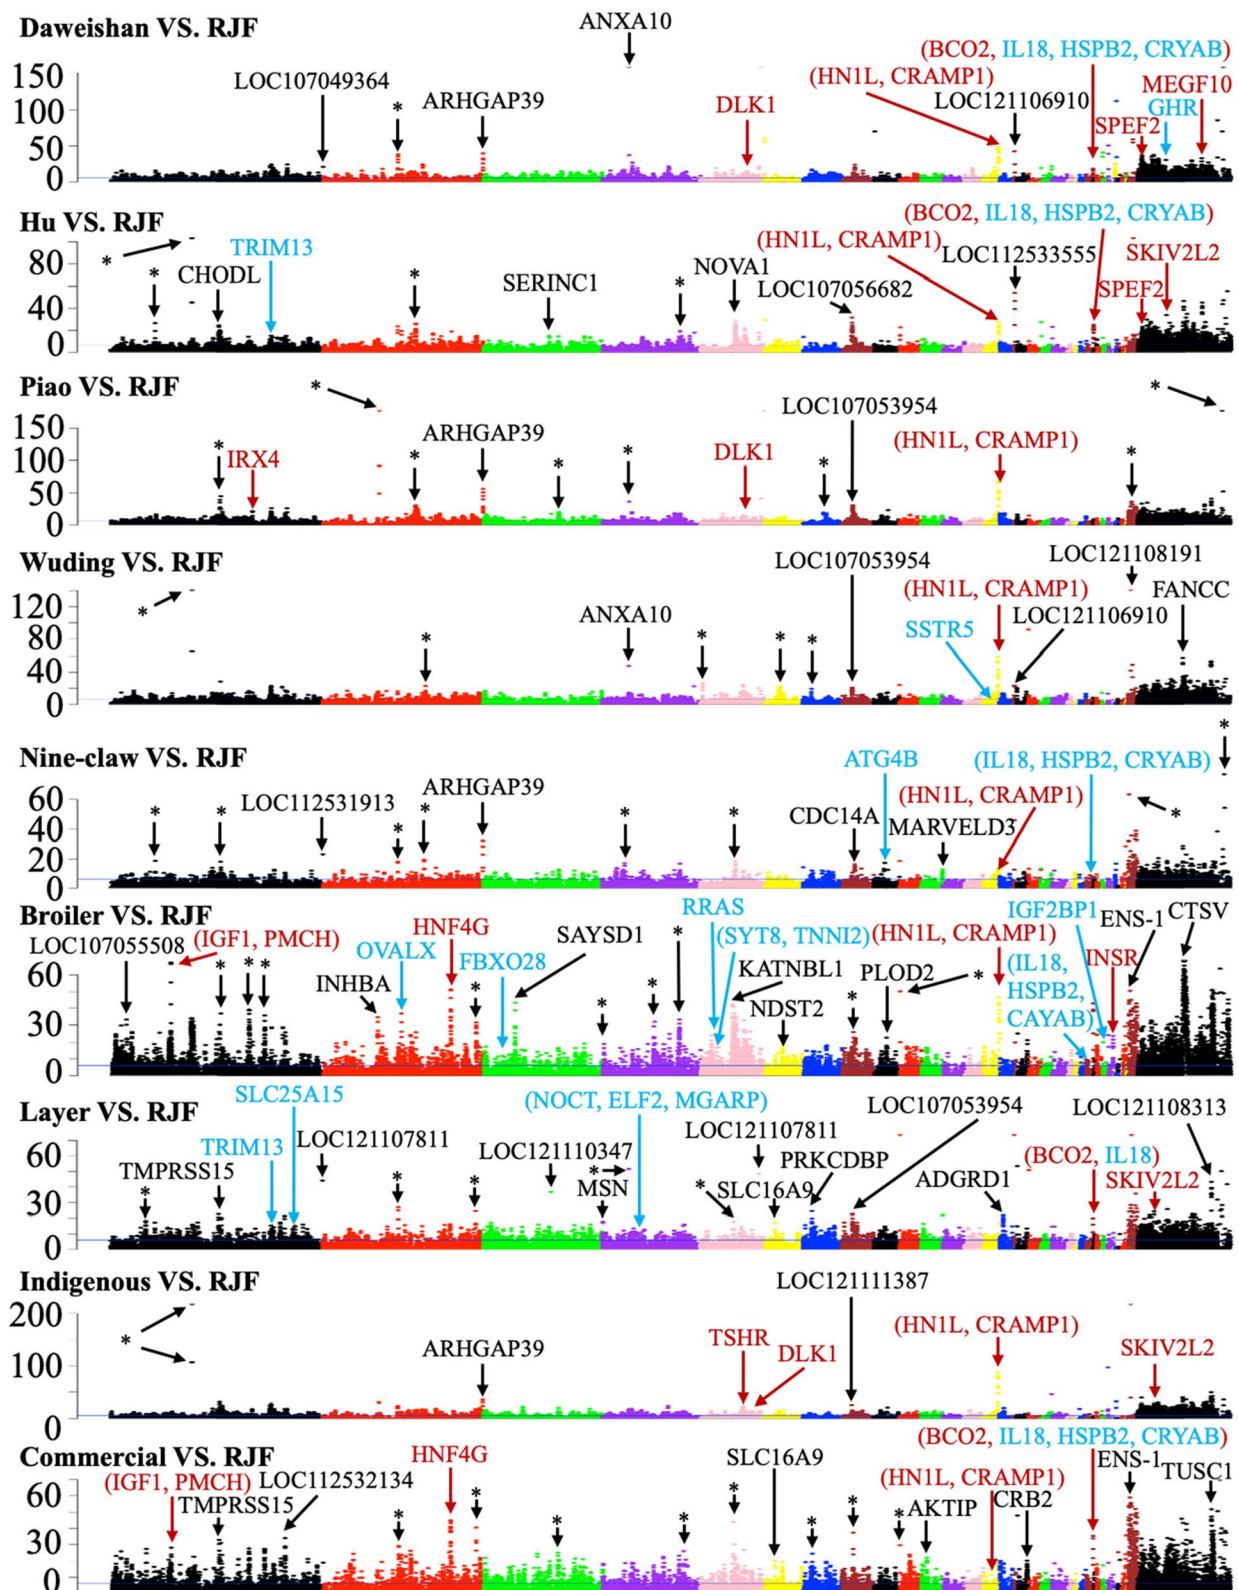 Daweishan VS. RJF
ANXA10
(BCO2, IL18, HSPB2, CRYAB)
(HN1L, CRAMP1)
MEGF10
LOC107049364
ARHGAP39
DLK1
LOC121106910
GHR
SPEF2
*
150
100
50
0
Hu VS. RJF
(BCO2, IL18, HSPB2, CRYAB)
TRIM13
(HN1L, CRAMP1)
LOC112533555
SKIV2L2
*
*
CHODL
*
SERINC1
*
NOVA1
LOC107056682
SPEF2
80
40
0
Piao VS. RJF
*
*
LOC107053954
ARHGAP39
(HN1L, CRAMP1)
*
IRX4
*
*
*
DLK1
*
*
150
100
50
0
Wuding VS. RJF
LOC107053954
LOC121108191
(HN1L, CRAMP1)
FANCC
*
ANXA10
LOC121106910
SSTR5
*
*
*
*
120
80
40
0
Nine-claw VS. RJF
*
ATG4B
(IL18, HSPB2, CRYAB)
ARHGAP39
(HN1L, CRAMP1)
LOC112531913
*
*
*
*
*
*
CDC14A
MARVELD3
*
60
40
20
0
Broiler VS. RJF
RRAS
IGF2BP1
ENS-1
CTSV
LOC107055508
(IGF1, PMCH)
HNF4G
SAYSD1
*
(SYT8, TNNI2)
(HN1L, CRAMP1)
OVALX
FBXO28
INSR
*
*
*
INHBA
*
*
*
KATNBL1
PLOD2
*
(IL18,
HSPB2,
CAYAB)
NDST2
*
60
30
0
Layer VS. RJF
SLC25A15
(NOCT, ELF2, MGARP)
LOC107053954
LOC121108313
TRIM13
LOC121107811
LOC121110347
LOC121107811
PRKCDBP
(BCO2, IL18)
TMPRSS15
*
*
*
*
MSN
*
SLC16A9
ADGRD1
SKIV2L2
60
30
0
Indigenous VS. RJF
LOC121111387
*
ARHGAP39
TSHR
DLK1
(HN1L, CRAMP1)
SKIV2L2
200
100
0
Commercial VS. RJF
(BCO2, IL18, HSPB2, CRYAB)
(IGF1, PMCH)
LOC112532134
HNF4G
SLC16A9
(HN1L, CRAMP1)
ENS-1
TUSC1
TMPRSS15
*
*
*
*
*
*
*
*
AKTIP
CRB2
60
30
0